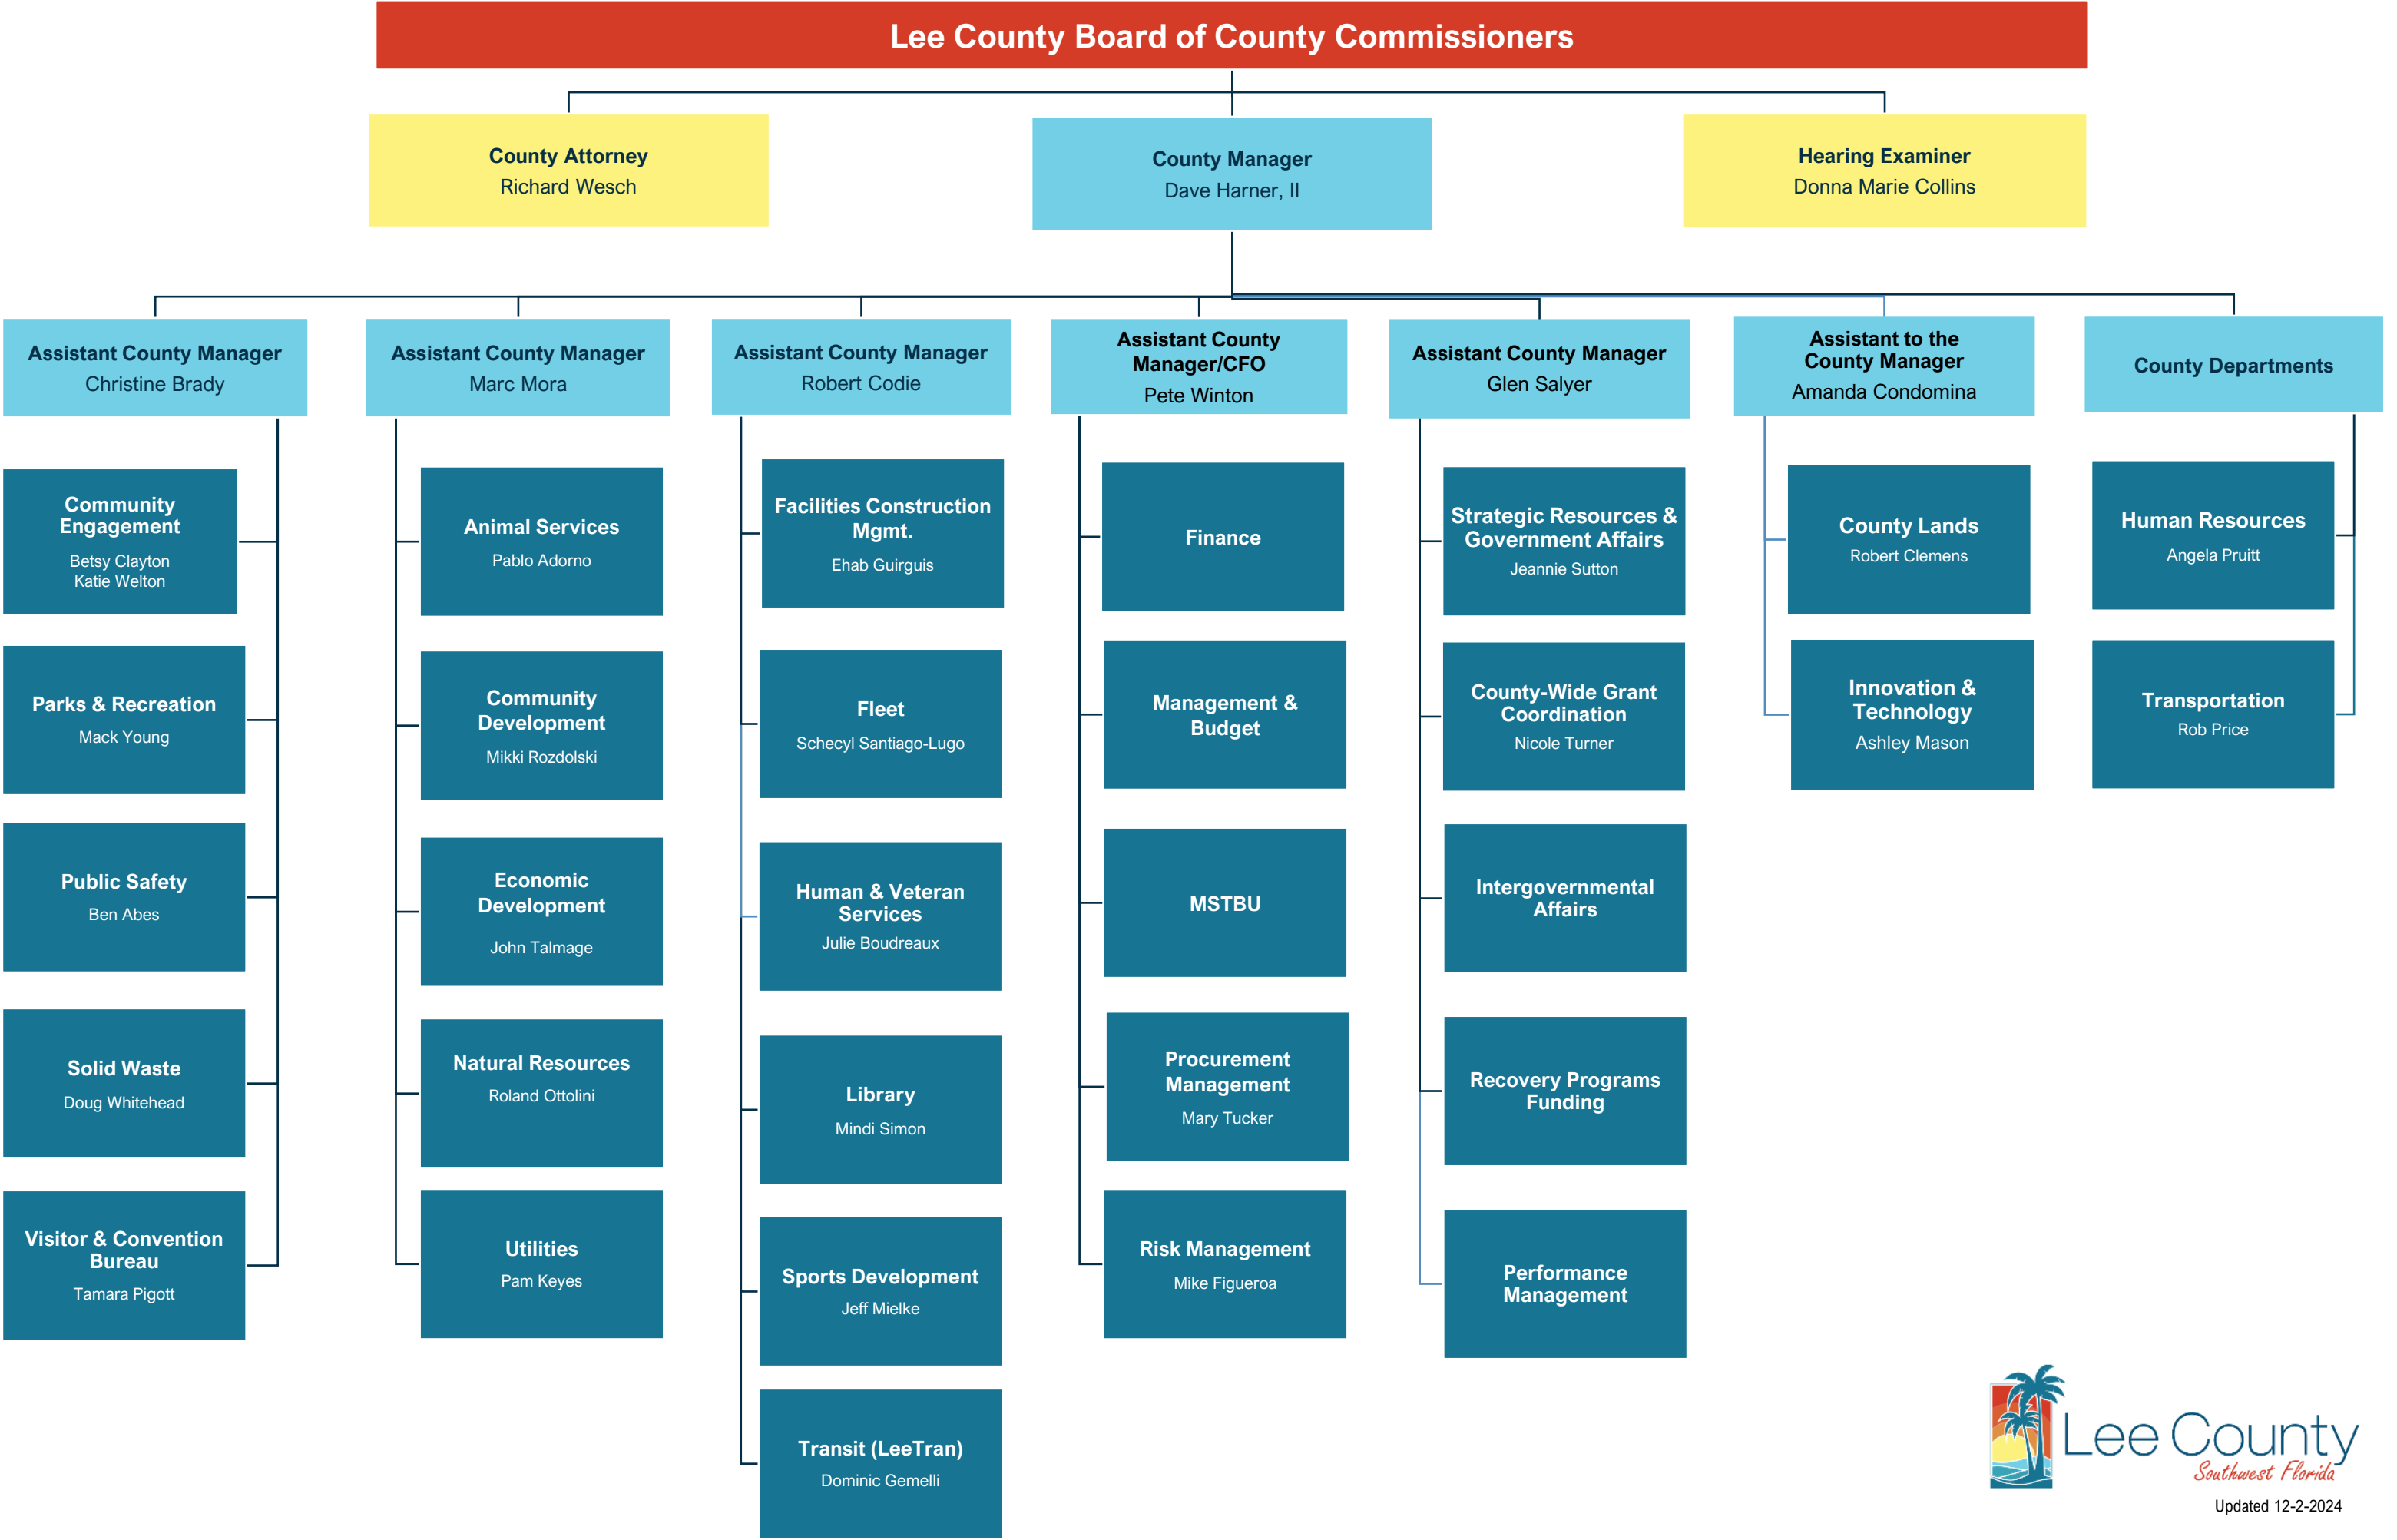 Lee County Board of County Commissioners
County Attorney
Richard Wesch
County Manager
Dave Harner, II
Hearing Examiner
Donna Marie Collins
Assistant County Manager
Christine Brady
Assistant County Manager
Marc Mora
Assistant County Manager
Robert Codie
Assistant County
Manager/CFO
Pete Winton
Assistant County Manager
Glen Salyer
Assistant to the
County Manager
Amanda Condomina
County Departments
Community
Engagement
Betsy Clayton
Katie Welton
Parks & Recreation
Mack Young
Public Safety
Ben Abes
Solid Waste
Doug Whitehead
Visitor & Convention
Bureau
Tamara Pigott
Animal Services
Pablo Adorno
Community
Development
Mikki Rozdolski
Economic
Development
John Talmage
Natural Resources
Roland Ottolini
Utilities
Pam Keyes
Facilities Construction
Mgmt.
Ehab Guirguis
Fleet
Schecyl Santiago-Lugo
Human & Veteran
Services
Julie Boudreaux
Library
Mindi Simon
Sports Development
Jeff Mielke
Transit (LeeTran)
Dominic Gemelli
Finance
Management &
Budget
MSTBU
Procurement
Management
Mary Tucker
Risk Management
Mike Figueroa
Strategic Resources &
Government Affairs
Jeannie Sutton
County-Wide Grant
Coordination
Nicole Turner
Intergovernmental
Affairs
Recovery Programs
Funding
Performance
Management
County Lands
Robert Clemens
Innovation &
Technology
Ashley Mason
Human Resources
Angela Pruitt
Transportation
Rob Price
Lee County
Southwest Florida
Updated 12-2-2024